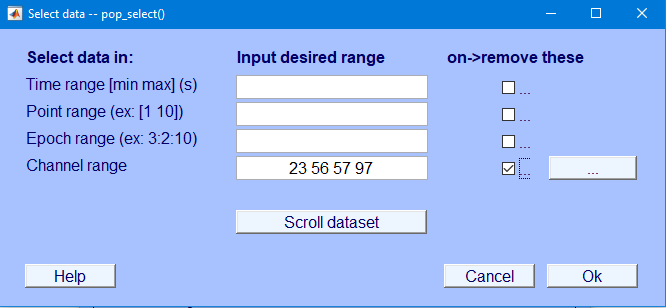 Select data -- pop_select()
Select data in: Input desired range on->remove these
Time range [min max] (s) ...
Point range (ex: [1 10]) ...
Epoch range (ex: 3:2:10) ...
Channel range 23 56 57 97 ... ...
Scroll dataset
Help Cancel Ok